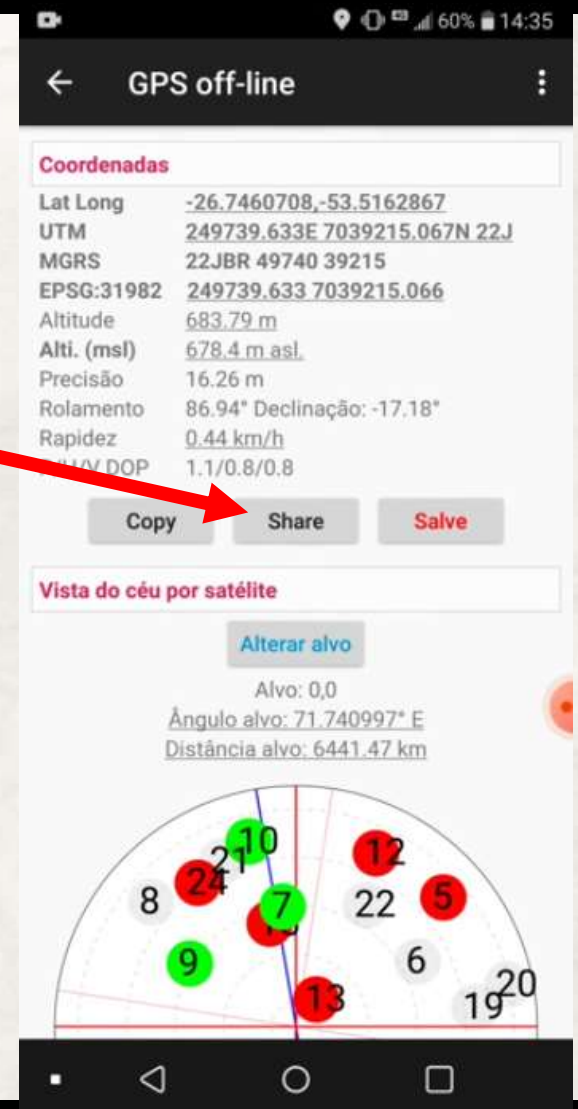 60% 14:35
GPS off-line
Coordenadas
Lat Long -26.7460708,-53.5162867
UTM 249739.633E 7039215.067N 22J
MGRS 22JBR 49740 39215
EPSG:31982 249739.633 7039215.066
Altitude 683.79 m
Alti. (msl) 678.4 m asl.
Precisão 16.26 m
Rolamento 86.94° Declinação: -17.18°
Rapidez 0.44 km/h
DOP 1.1/0.8/0.8
Copy Share Salve
Vista do céu por satélite
Alterar alvo
Alvo: 0,0
Ângulo alvo: 71.740997° E
Distância alvo: 6441.47 km
10
21
12
24
8
7
22
5
9
6
13
20
19